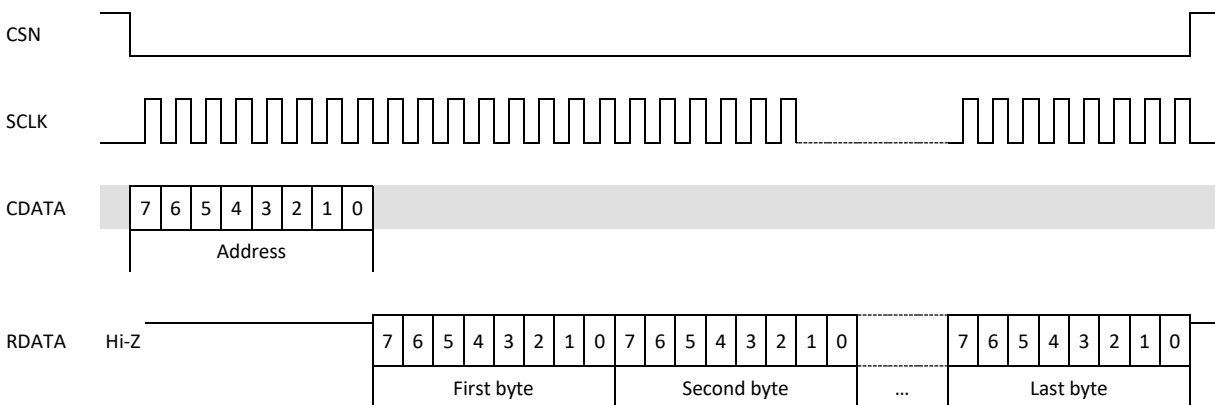 CSN
SCLK
CDATA 7 6 5 4 3 2 1 0
Address
RDATA Hi-Z 7 6 5 4 3 2 1 0 7 6 5 4 3 2 1 0 7 6 5 4 3 2 1 0
First byte Second byte ... Last byte